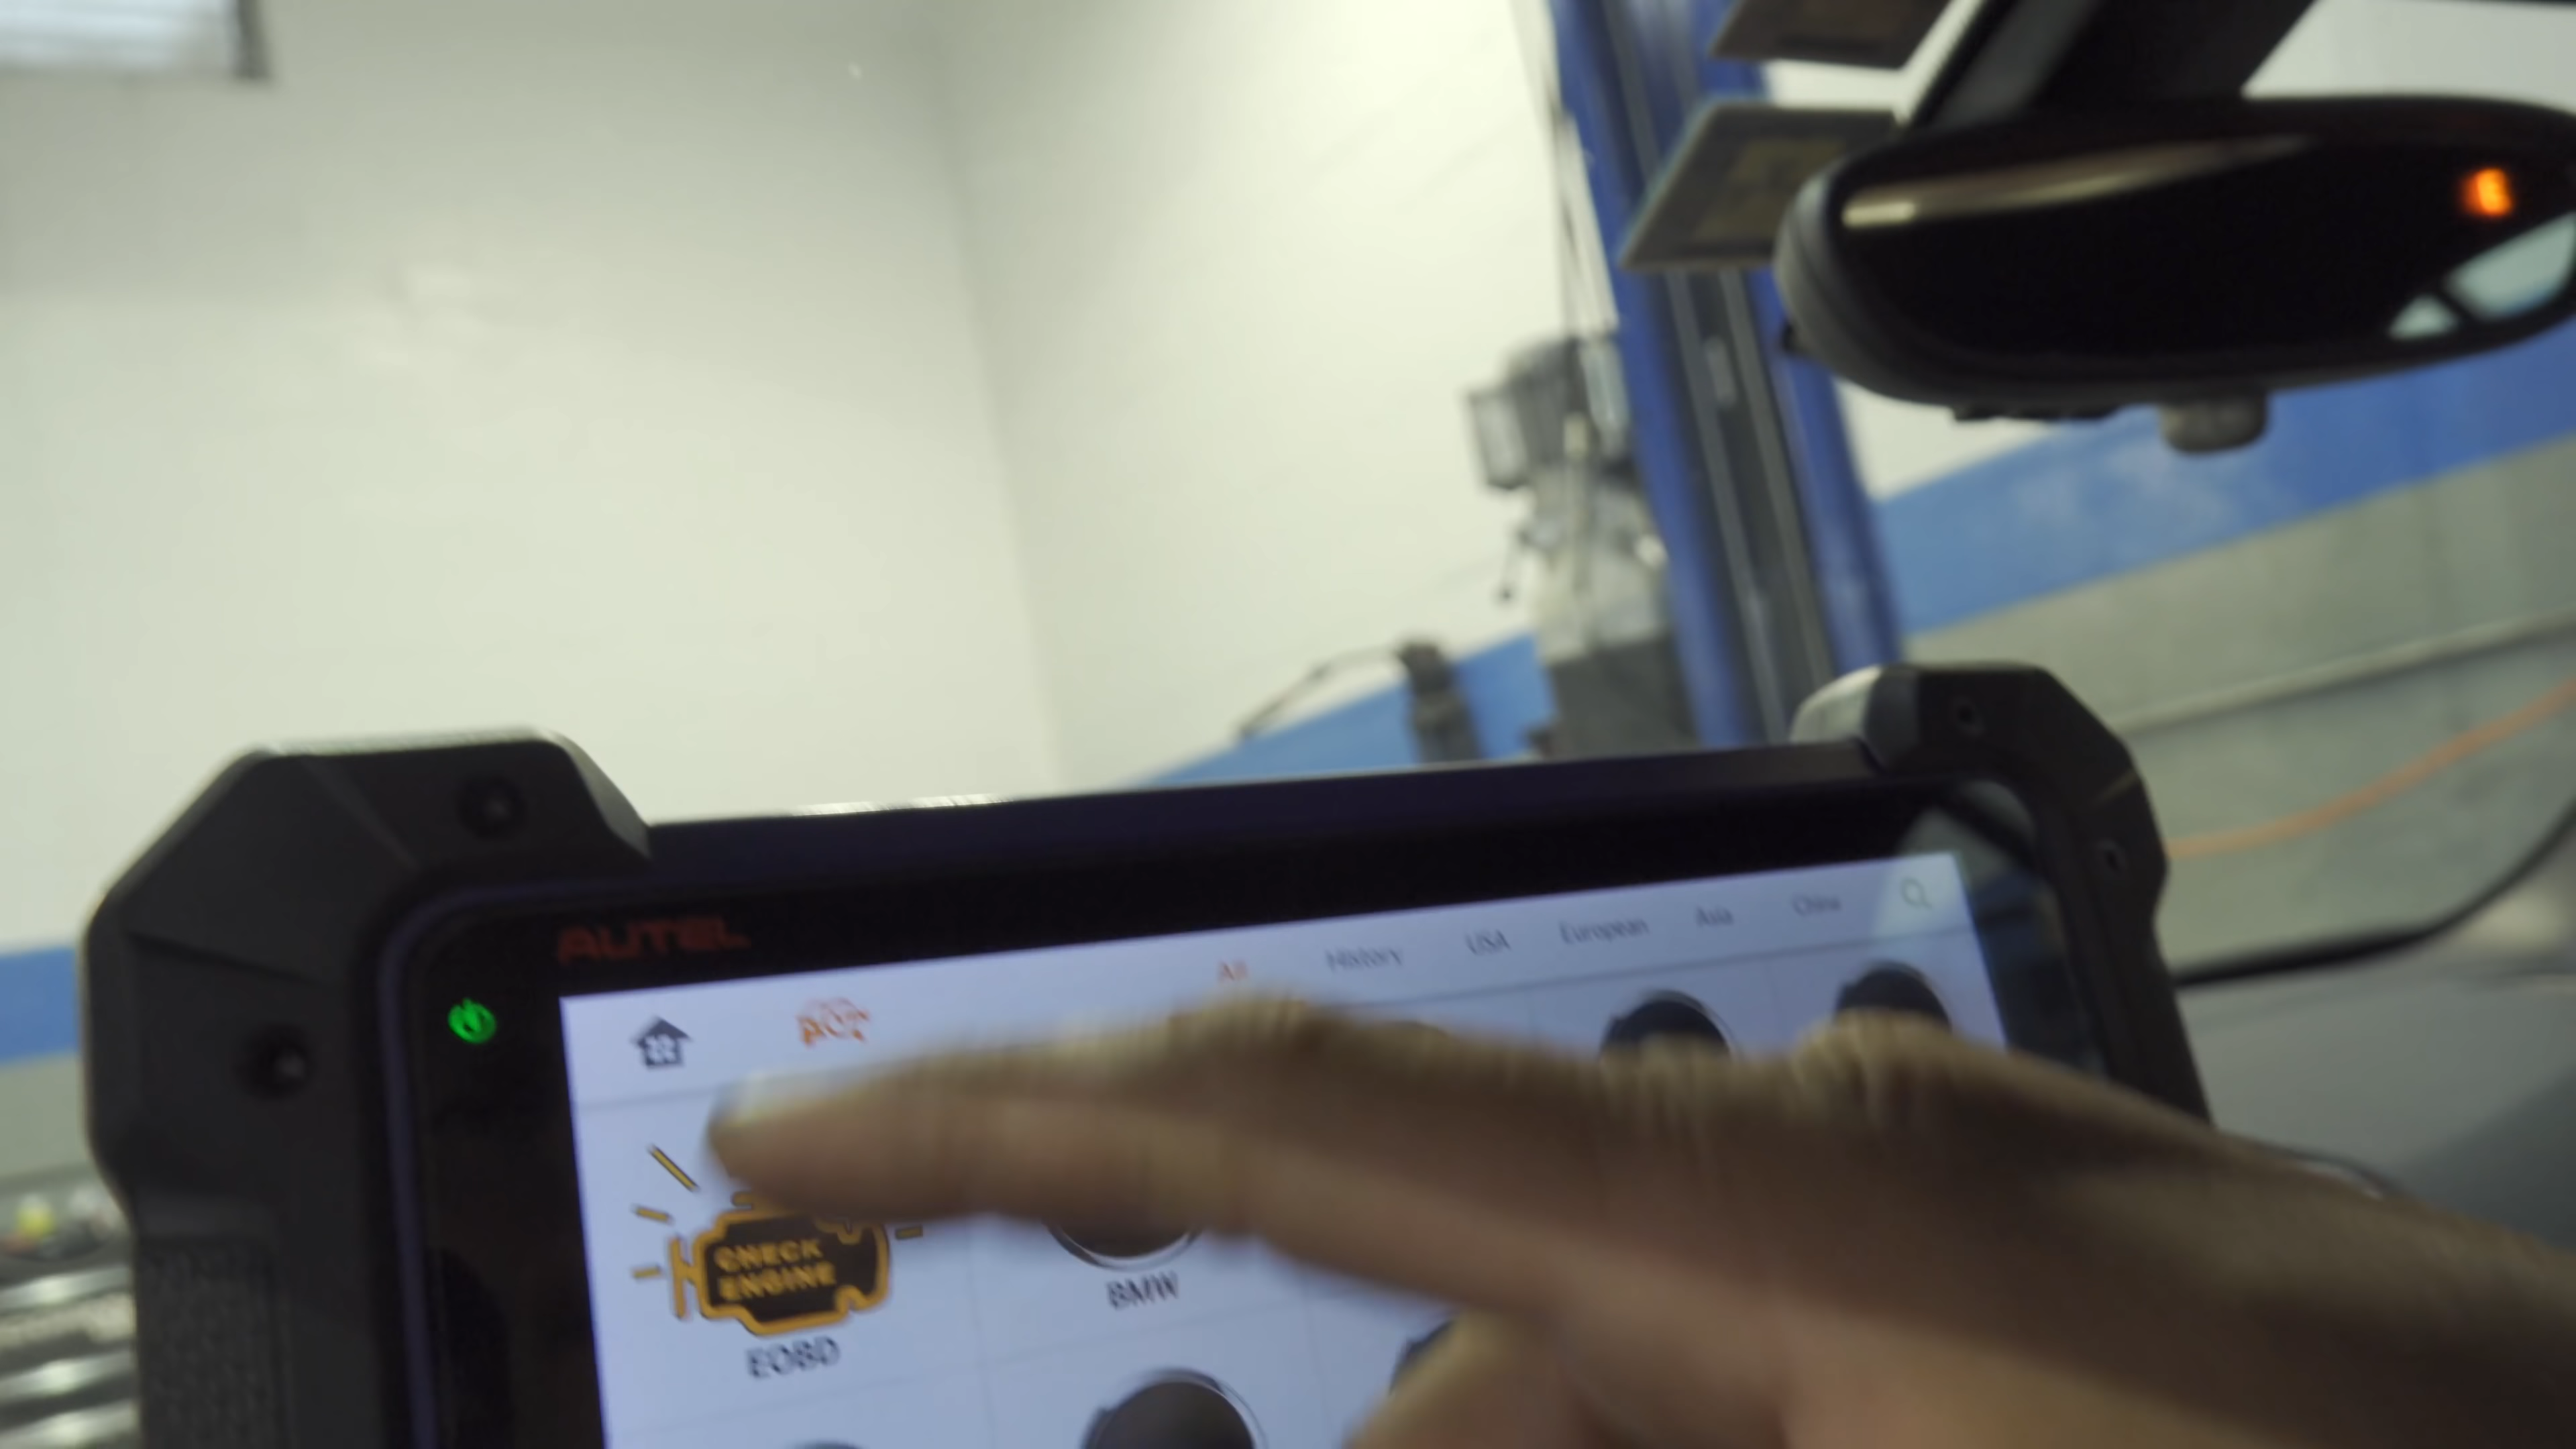 E
AUTEL
All History USA European Asia China
CHECK
ENGINE
EOBD
BMW